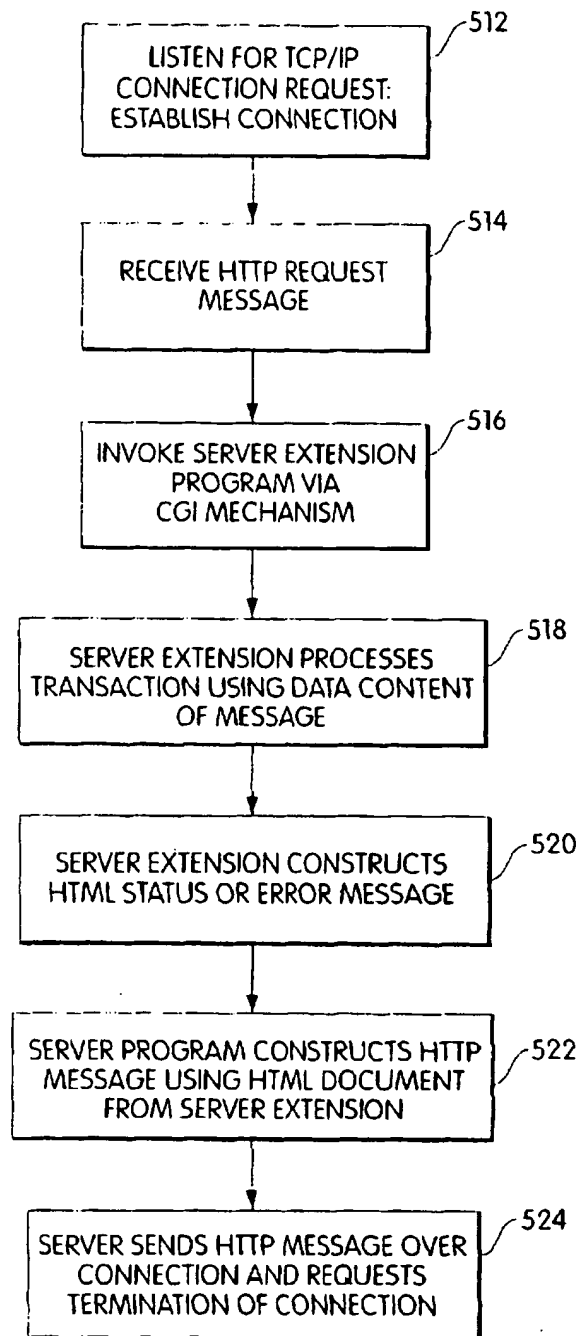 512
LISTEN FOR TCP/IP
CONNECTION REQUEST:
ESTABLISH CONNECTION
514
RECEIVE HTTP REQUEST
MESSAGE
516
INVOKE SERVER EXTENSION
PROGRAM VIA
CGI MECHANISM
518
SERVER EXTENSION PROCESSES
TRANSACTION USING DATA CONTENT
OF MESSAGE
520
SERVER EXTENSION CONSTRUCTS
HTML STATUS OR ERROR MESSAGE
522
SERVER PROGRAM CONSTRUCTS HTTP
MESSAGE USING HTML DOCUMENT
FROM SERVER EXTENSION
524
SERVER SENDS HTTP MESSAGE OVER
CONNECTION AND REQUESTS
TERMINATION OF CONNECTION